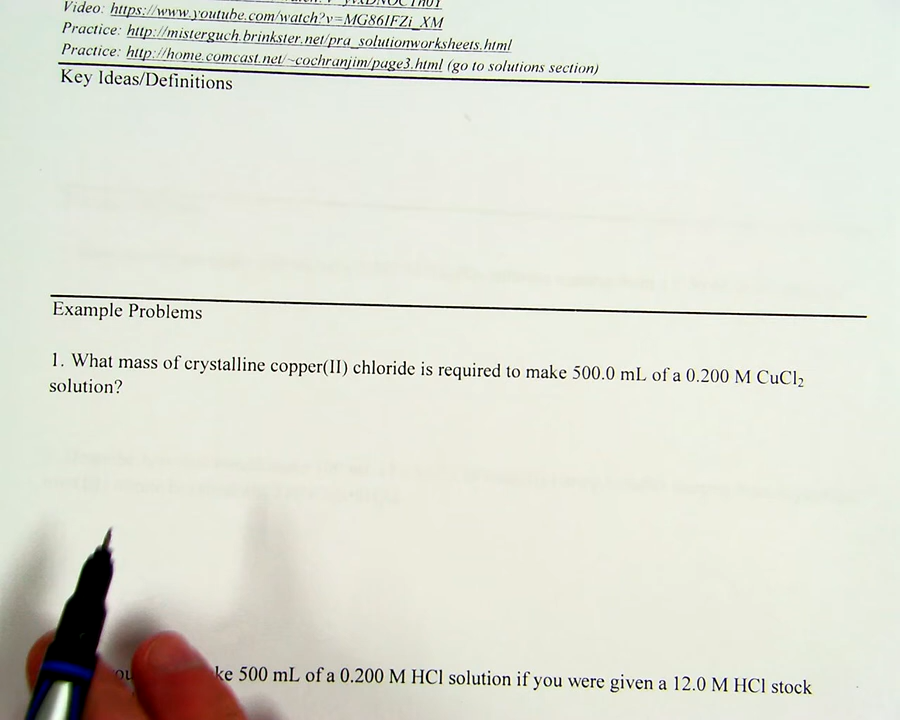 Video: https://www.youtube.com/watch?v=MG86IFZi_XM
Practice: http://misterguch.brinkster.net/pra_solutionworksheets.html
Practice: http://home.comcast.net/~cochranjim/page3.html (go to solutions section)
Key Ideas/Definitions
Example Problems
1. What mass of crystalline copper(II) chloride is required to make 500.0 mL of a 0.200 M CuCl₂
solution?
500 mL of a 0.200 M HCl solution if you were given a 12.0 M HCl stock